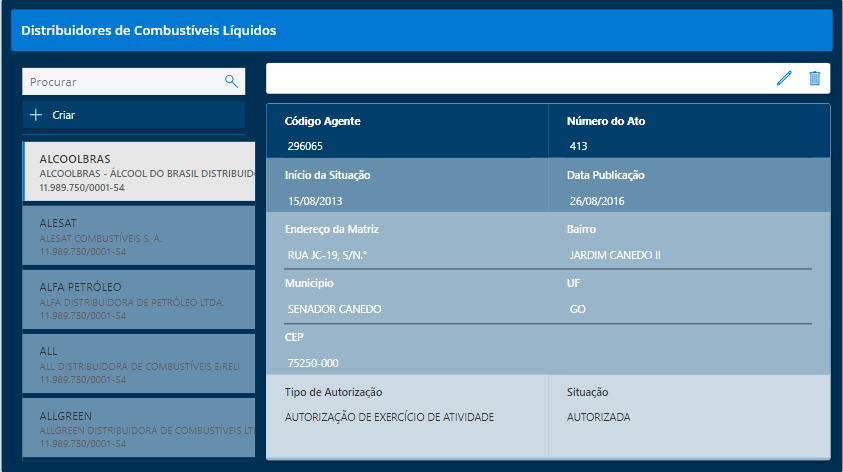 Distribuidores de Combustíveis Líquidos
Procurar
Criar
ALCOOLBRAS
ALCOOLBRAS - ÁLCOOL DO BRASIL DISTRIBUID
11.989.750/0001-54
ALESAT
ALESAT COMBUSTÍVEIS S. A.
11.989.750/0001-54
ALFA PETRÓLEO
ALFA DISTRIBUIDORA DE PETRÓLEO LTDA.
11.989.750/0001-54
ALL
ALL DISTRIBUIDORA DE COMBUSTÍVEIS EIRELI
11.989.750/0001-54
ALLGREEN
ALLGREEN DISTRIBUIDORA DE COMBUSTÍVEIS LT
11.989.750/0001-54
Código Agente Número do Ato
296065 413
Início da Situação Data Publicação
15/08/2013 26/08/2016
Endereço da Matriz Bairro
RUA JC-19, S/N.° JARDIM CANEDO II
Municipio UF
SENADOR CANEDO GO
CEP
75250-000
Tipo de Autorização Situação
AUTORIZAÇÃO DE EXERCÍCIO DE ATIVIDADE AUTORIZADA